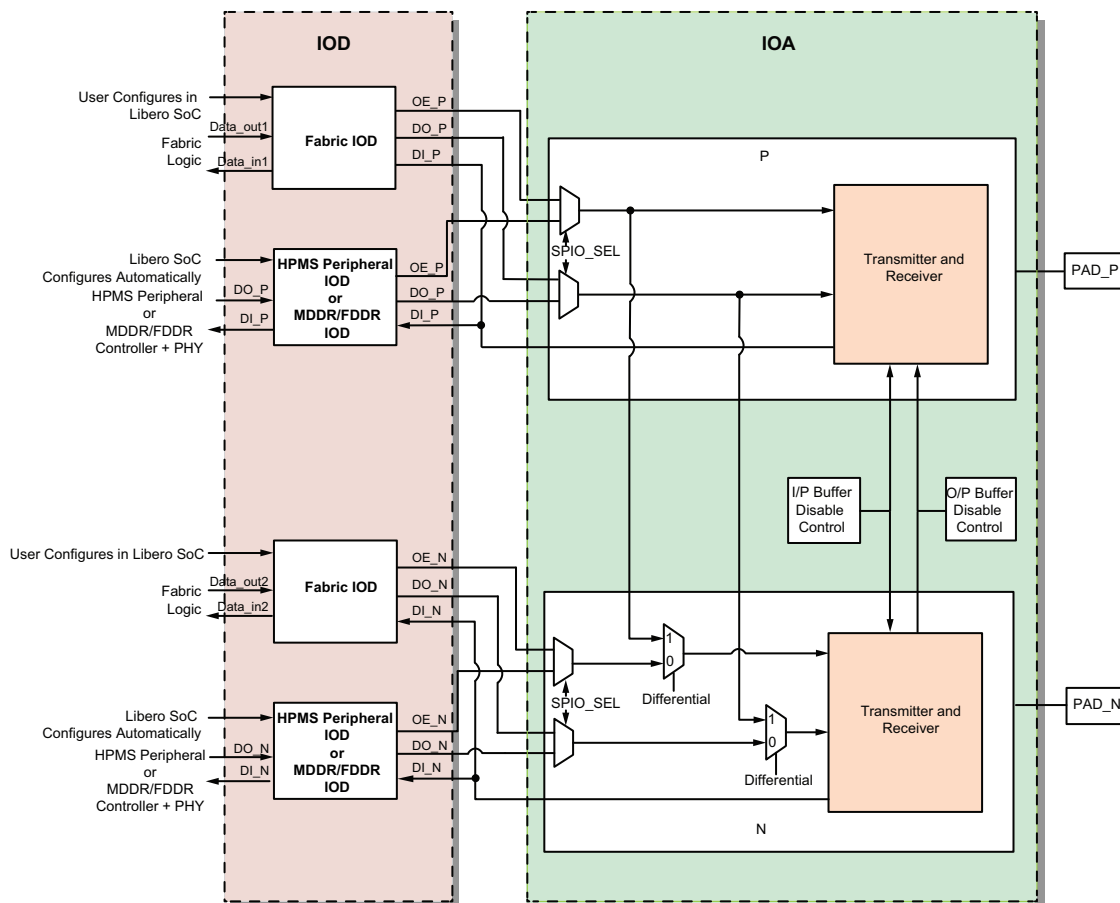 IOD
IOA
User Configures in
Libero SoC
Data_out1
Fabric
Logic
Data_in1
Fabric IOD
OE_P
DO_P
DI_P
P
Libero SoC
Configures Automatically
HPMS Peripheral
or
MDDR/FDDR
Controller + PHY
DO_P
DI_P
HPMS Peripheral
IOD
or
MDDR/FDDR
IOD
OE_P
DO_P
DI_P
SPIO_SEL
Transmitter and
Receiver
PAD_P
I/P Buffer
Disable
Control
O/P Buffer
Disable
Control
User Configures in Libero SoC
Data_out2
Fabric
Logic
Data_in2
Fabric IOD
OE_N
DO_N
DI_N
1
0
Differential
SPIO_SEL
1
0
Differential
Transmitter and
Receiver
PAD_N
Libero SoC
Configures Automatically
HPMS Peripheral
or
MDDR/FDDR
Controller + PHY
DO_N
DI_N
HPMS Peripheral
IOD
or
MDDR/FDDR
IOD
OE_N
DO_N
DI_N
N